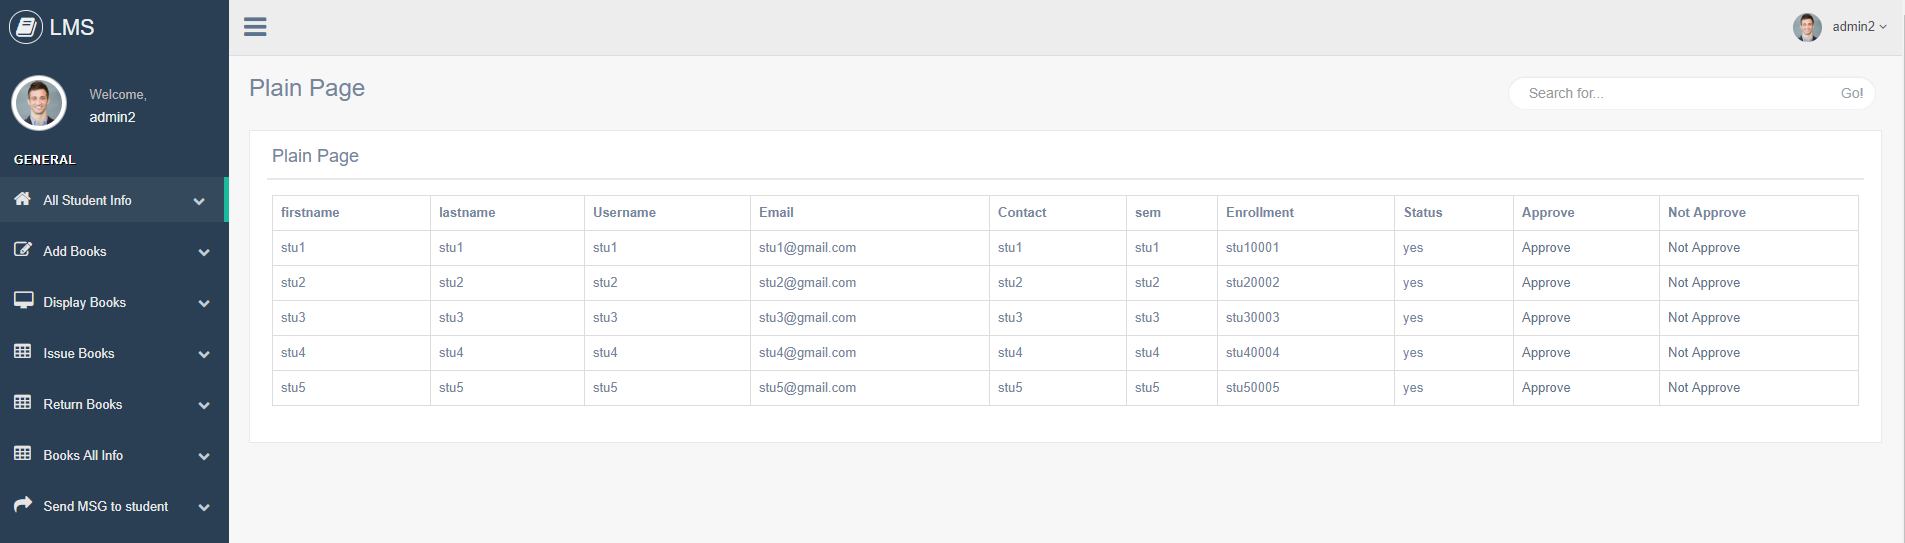 LMS
admin2
Welcome,
admin2
GENERAL
All Student Info
Add Books
Display Books
Issue Books
Return Books
Books All Info
Send MSG to student
Plain Page
Search for... Go!
Plain Page
firstname lastname Username Email Contact sem Enrollment Status Approve Not Approve
stu1 stu1 stu1 stu1@gmail.com stu1 stu1 stu10001 yes Approve Not Approve
stu2 stu2 stu2 stu2@gmail.com stu2 stu2 stu20002 yes Approve Not Approve
stu3 stu3 stu3 stu3@gmail.com stu3 stu3 stu30003 yes Approve Not Approve
stu4 stu4 stu4 stu4@gmail.com stu4 stu4 stu40004 yes Approve Not Approve
stu5 stu5 stu5 stu5@gmail.com stu5 stu5 stu50005 yes Approve Not Approve